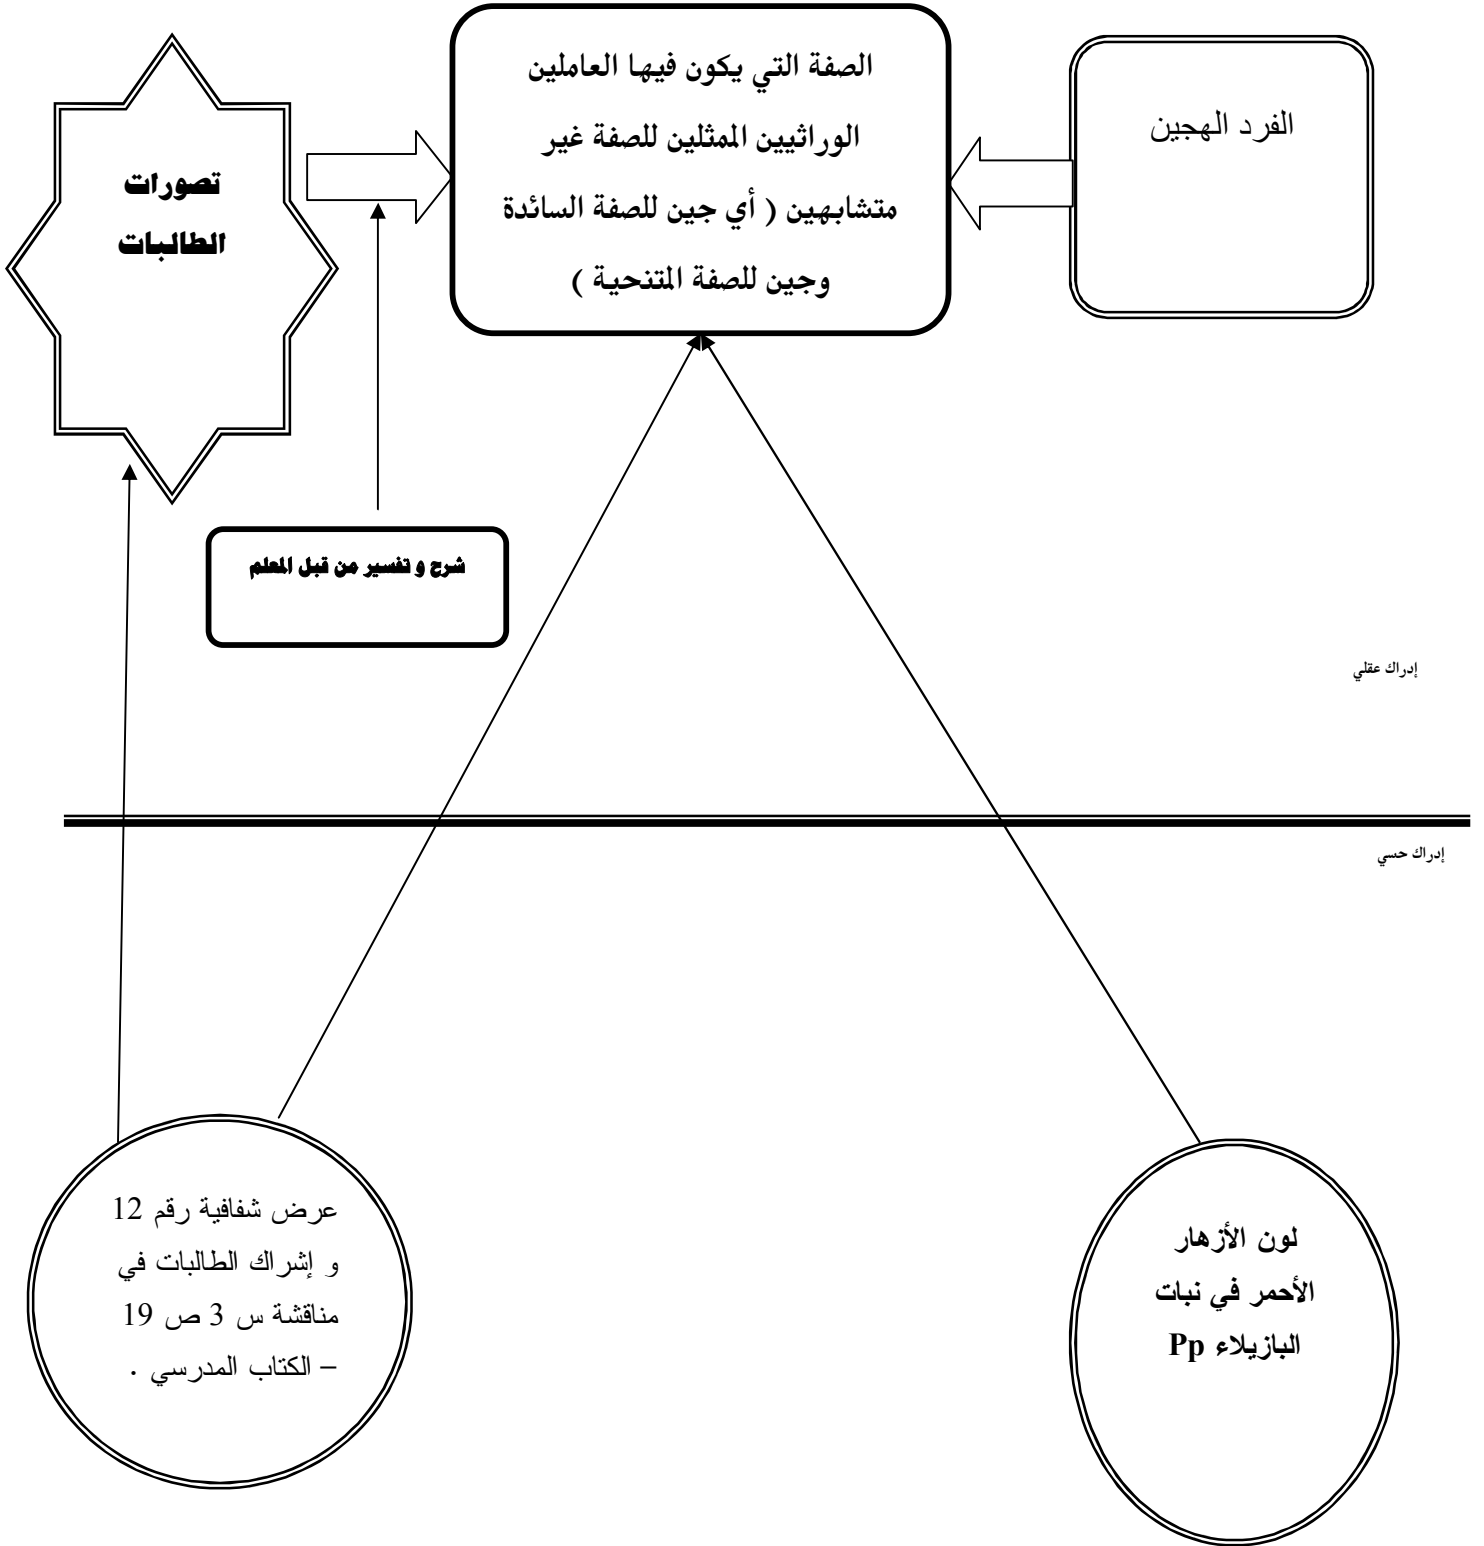 الفرد الهجين
الصفة التي يكون فيها العاملين
الوراثيين الممثلين للصفة غير
متشابهين ( أي جين للصفة السائدة
وجين للصفة المتنحية )
تصورات
الطالبات
شرح و تفسير من قبل المعلم
إدراك عقلي
إدراك حسي
لون الأزهار
الأحمر في نبات
البازيلاء Pp
عرض شفافية رقم 12
و إشراك الطالبات في
مناقشة س 3 ص 19
– الكتاب المدرسي .